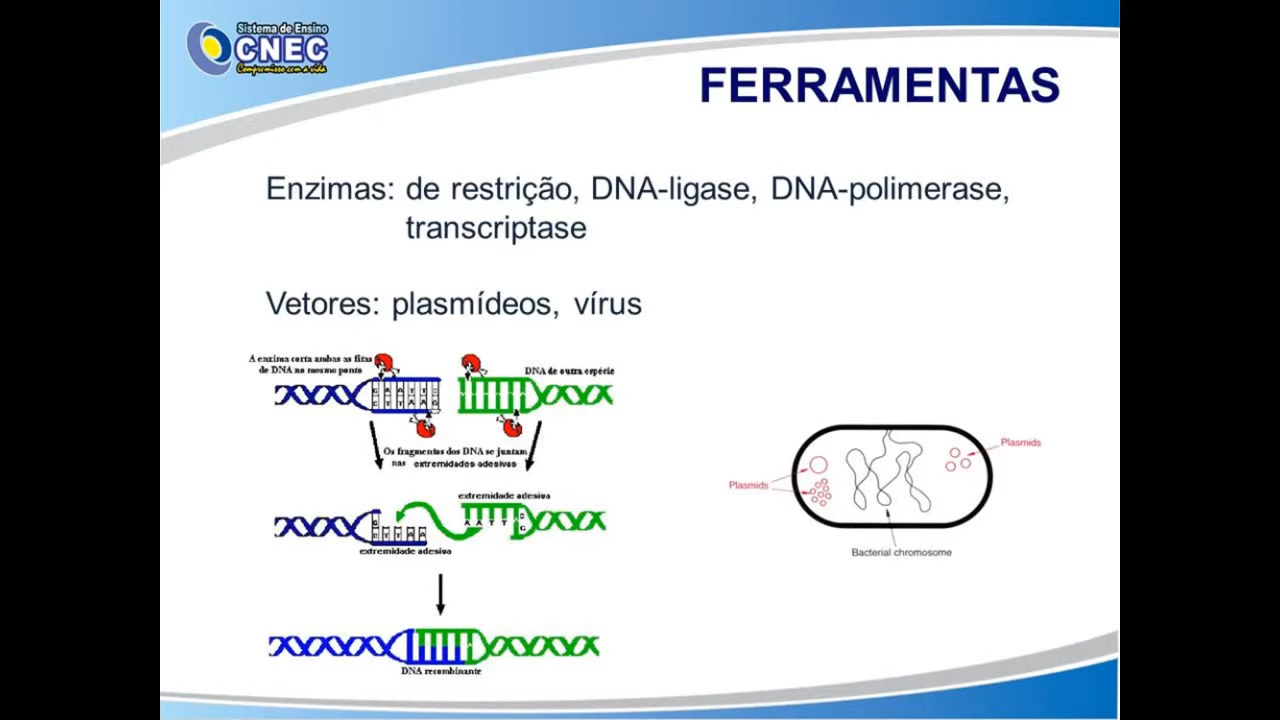 Sistema de Ensino
CNEC
Compromisso com a vida
FERRAMENTAS
Enzimas: de restrição, DNA-ligase, DNA-polimerase,
transcriptase
Vetores: plasmídeos, vírus
A enzima corta ambas as fitas
de DNA no mesmo ponto
DNA de outra espécie
G A A T T C
C T T A A G
Os fragmentos dos DNA se juntam
nas extremidades adesivas
extremidade adesiva
G
C T T A A
A A T T C
G
extremidade adesiva
DNA recombinante
Plasmids
Plasmids
Bacterial chromosome